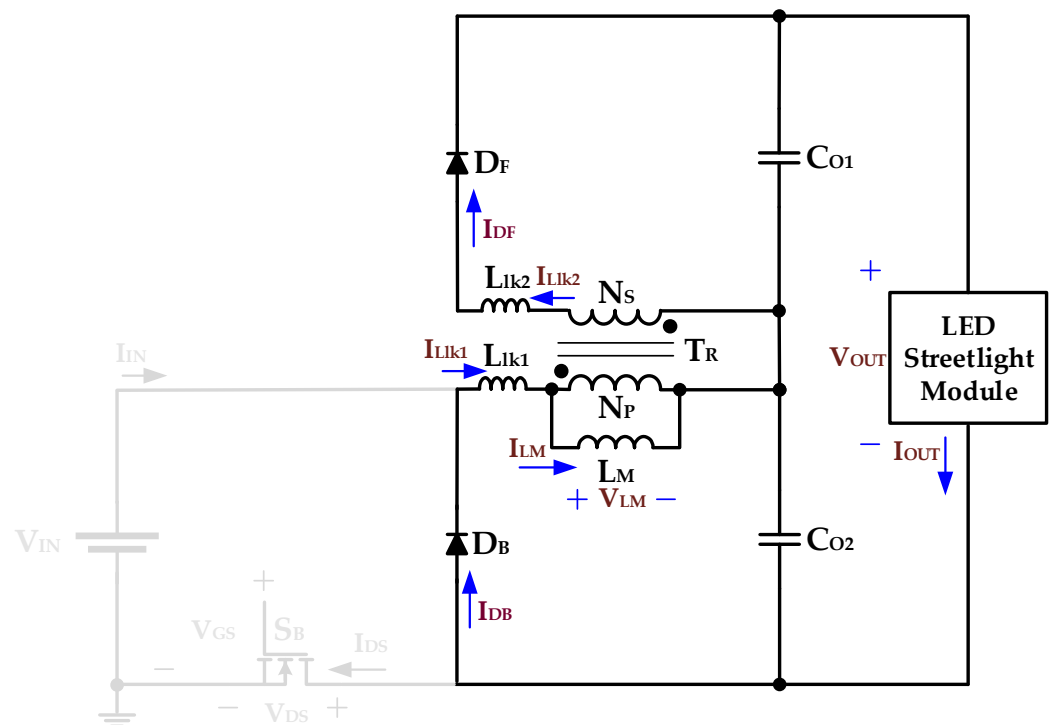 DF
CO1
IDF
Llk2
ILlk2
NS
+
LED
Streetlight
Module
VOUT
−
IOUT
IIN
ILlk1
Llk1
TR
NP
ILM
LM
+ VLM −
VIN
DB
CO2
IDB
+
VGS
SB
IDS
−
− VDS +